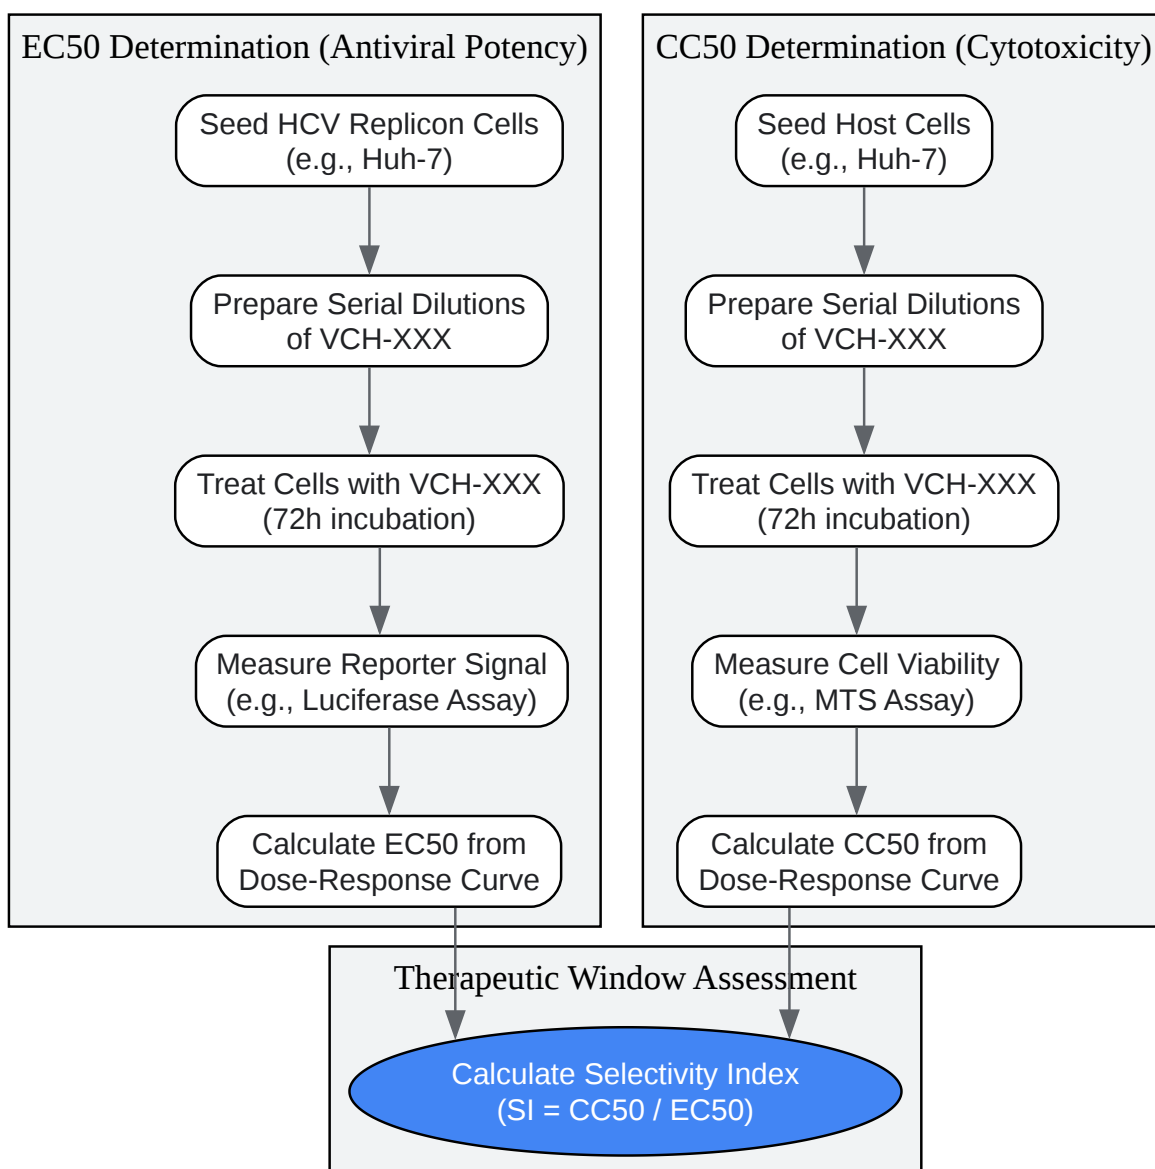 EC50 Determination (Antiviral Potency)
Seed HCV Replicon Cells
(e.g., Huh-7)
Prepare Serial Dilutions
of VCH-XXX
Treat Cells with VCH-XXX
(72h incubation)
Measure Reporter Signal
(e.g., Luciferase Assay)
Calculate EC50 from
Dose-Response Curve
CC50 Determination (Cytotoxicity)
Seed Host Cells
(e.g., Huh-7)
Prepare Serial Dilutions
of VCH-XXX
Treat Cells with VCH-XXX
(72h incubation)
Measure Cell Viability
(e.g., MTS Assay)
Calculate CC50 from
Dose-Response Curve
Therapeutic Window Assessment
Calculate Selectivity Index
(SI = CC50 / EC50)